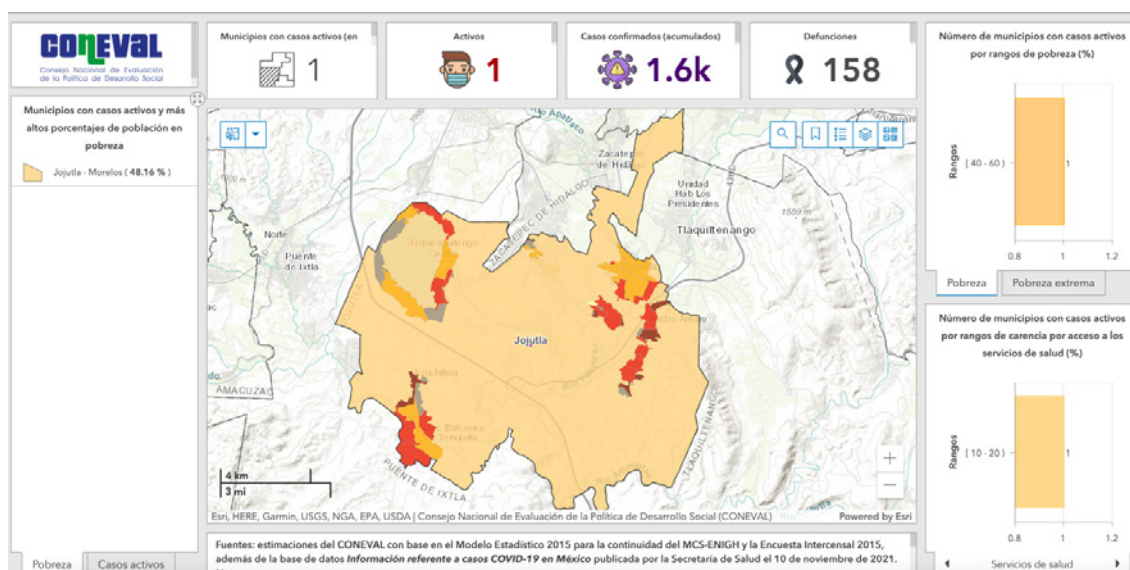 CONEVAL
Consejo Nacional de Evaluación
de la Política de Desarrollo Social
Municipios con casos activos y más
altos porcentajes de población en
pobreza
Jojutla - Morelos ( 48.16 % )
Pobreza
Casos activos
Municipios con casos activos (en
1
Activos
1
Casos confirmados (acumulados)
1.6k
Defunciones
158
Río Apatlaco
Zacatepec
de Hidalgo
Unidad
Hab Los
Presidentes
1559 m
Tlaquiltenango
ZACATEPEC DE HIDALGO
Norte
Puente
de Ixtla
Jojutla
AMACUZAC
TLAQUILTENANGO
PUENTE DE IXTLA
4 km
3 mi
+
−
Esri, HERE, Garmin, USGS, NGA, EPA, USDA | Consejo Nacional de Evaluación de la Política de Desarrollo Social (CONEVAL)
Powered by Esri
Fuentes: estimaciones del CONEVAL con base en el Modelo Estadístico 2015 para la continuidad del MCS-ENIGH y la Encuesta Intercensal 2015,
además de la base de datos Información referente a casos COVID-19 en México publicada por la Secretaría de Salud el 10 de noviembre de 2021.
Número de municipios con casos activos
por rangos de pobreza (%)
Rangos
( 40 - 60 )
1
0.8 1 1.2
Pobreza
Pobreza extrema
Número de municipios con casos activos
por rangos de carencia por acceso a los
servicios de salud (%)
Rangos
( 10 - 20 )
1
0.8 1 1.2
Servicios de salud